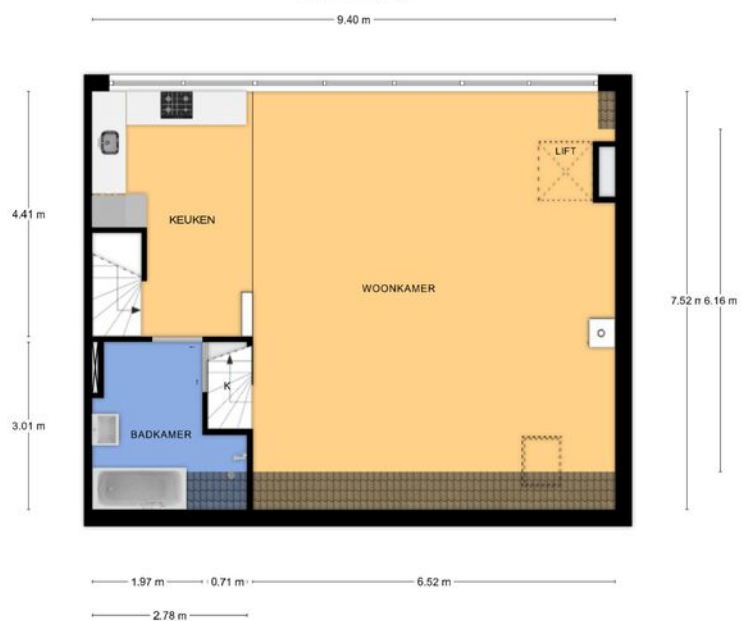 9.40 m
LIFT
4.41 m
KEUKEN
WOONKAMER
7.52 m
6.16 m
K
3.01 m
BADKAMER
1.97 m
0.71 m
6.52 m
2.78 m